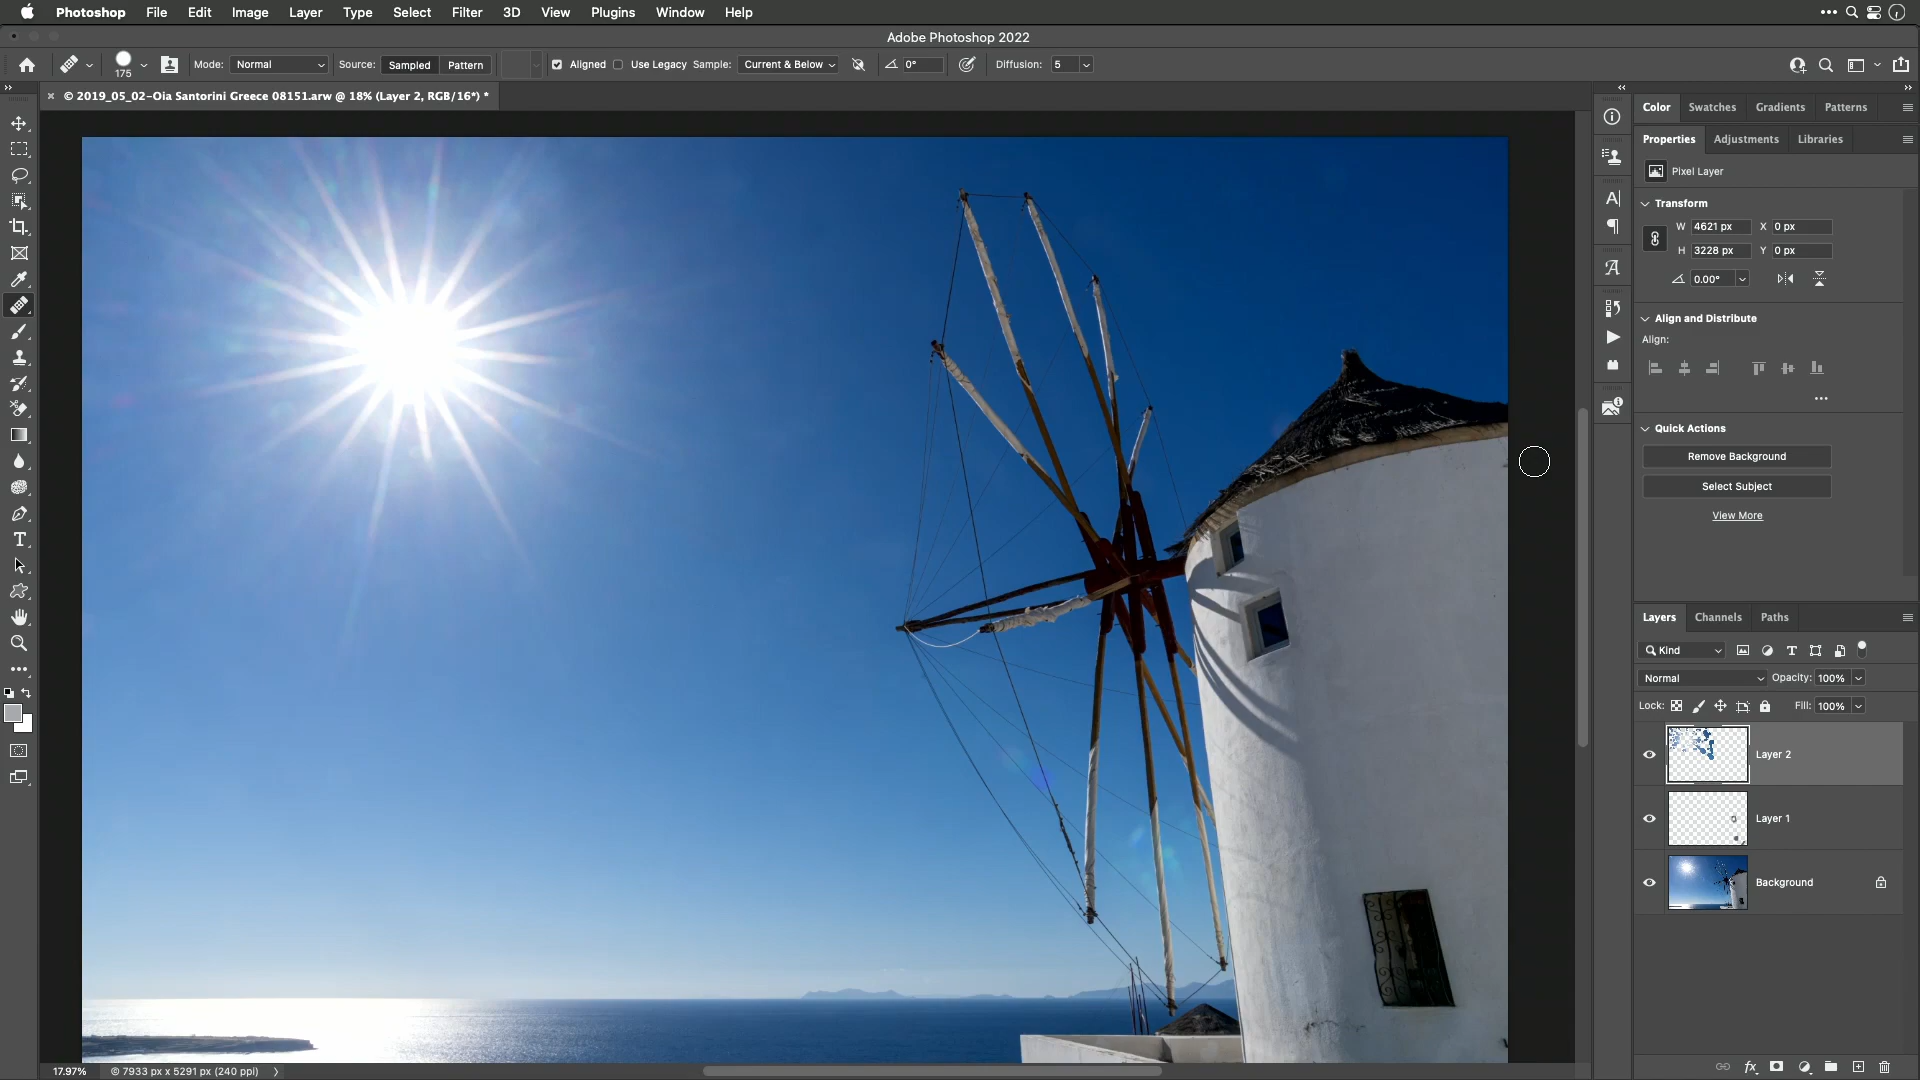 Photoshop File Edit Image Layer Type Select Filter 3D View Plugins Window Help
Adobe Photoshop 2022
175 Mode: Normal Source: Sampled Pattern Aligned Use Legacy Sample: Current & Below 0° Diffusion: 5
© 2019_05_02-Oia Santorini Greece 08151.arw @ 18% (Layer 2, RGB/16*) *
Color Swatches Gradients Patterns
Properties Adjustments Libraries
Pixel Layer
Transform
W 4621 px X 0 px
H 3228 px Y 0 px
0.00°
Align and Distribute
Align:
Quick Actions
Remove Background
Select Subject
View More
Layers Channels Paths
Kind
Normal Opacity: 100%
Lock: Fill: 100%
Layer 2
Layer 1
Background
17.97% © 7933 px x 5291 px (240 ppi)